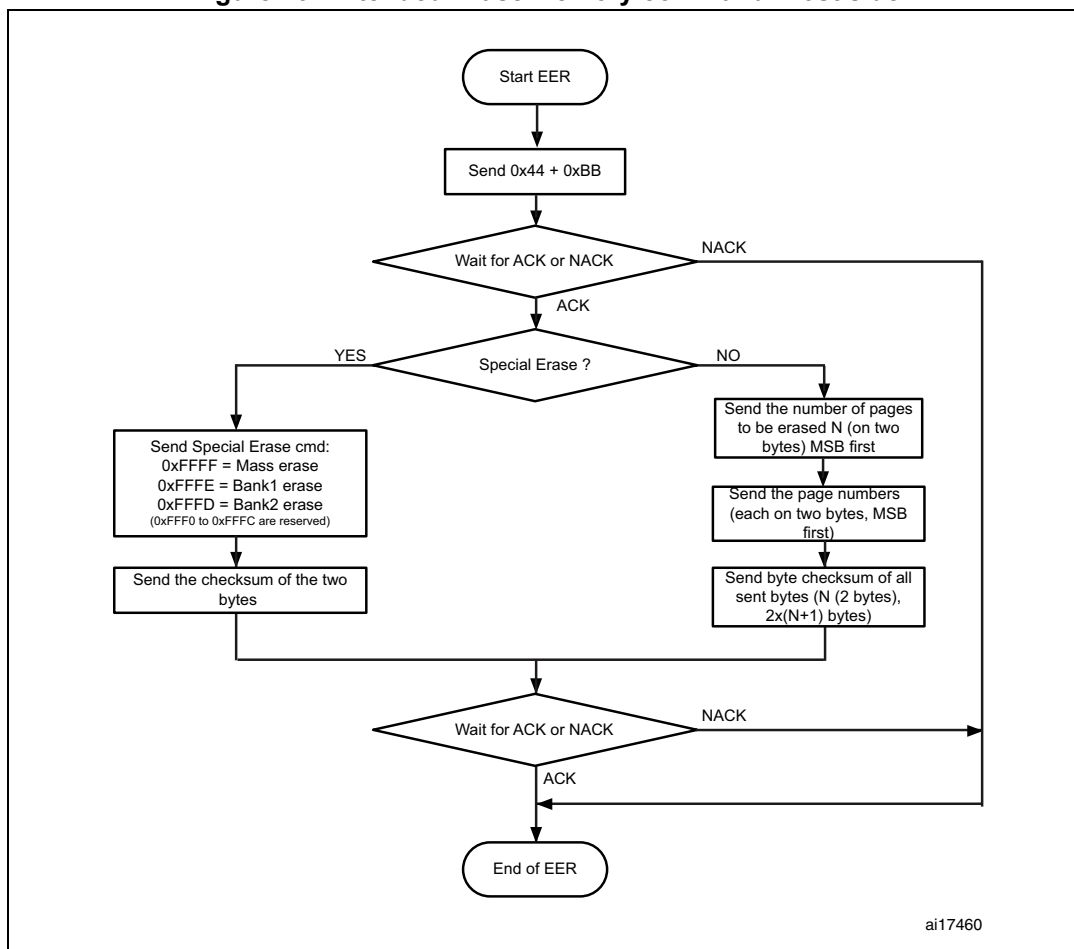 Start EER
Send 0x44 + 0xBB
NACK
Wait for ACK or NACK
ACK
YES
Special Erase ?
NO
Send Special Erase cmd:
0xFFFF = Mass erase
0xFFFE = Bank1 erase
0xFFFD = Bank2 erase
(0xFFF0 to 0xFFFC are reserved)
Send the checksum of the two
bytes
Send the number of pages
to be erased N (on two
bytes) MSB first
Send the page numbers
(each on two bytes, MSB
first)
Send byte checksum of all
sent bytes (N (2 bytes),
2x(N+1) bytes)
Wait for ACK or NACK
NACK
ACK
End of EER
ai17460